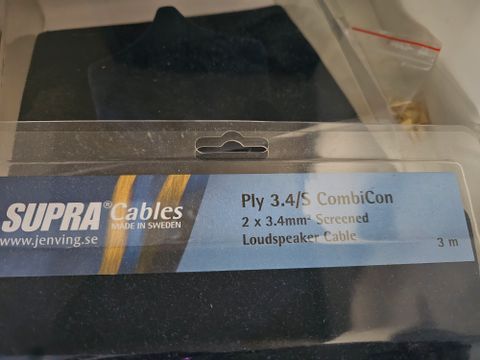 SUPRA® Cables
MADE IN SWEDEN
www.jenving.se
Ply 3.4/S CombiCon
2 x 3.4mm² Screened
Loudspeaker Cable
3 m